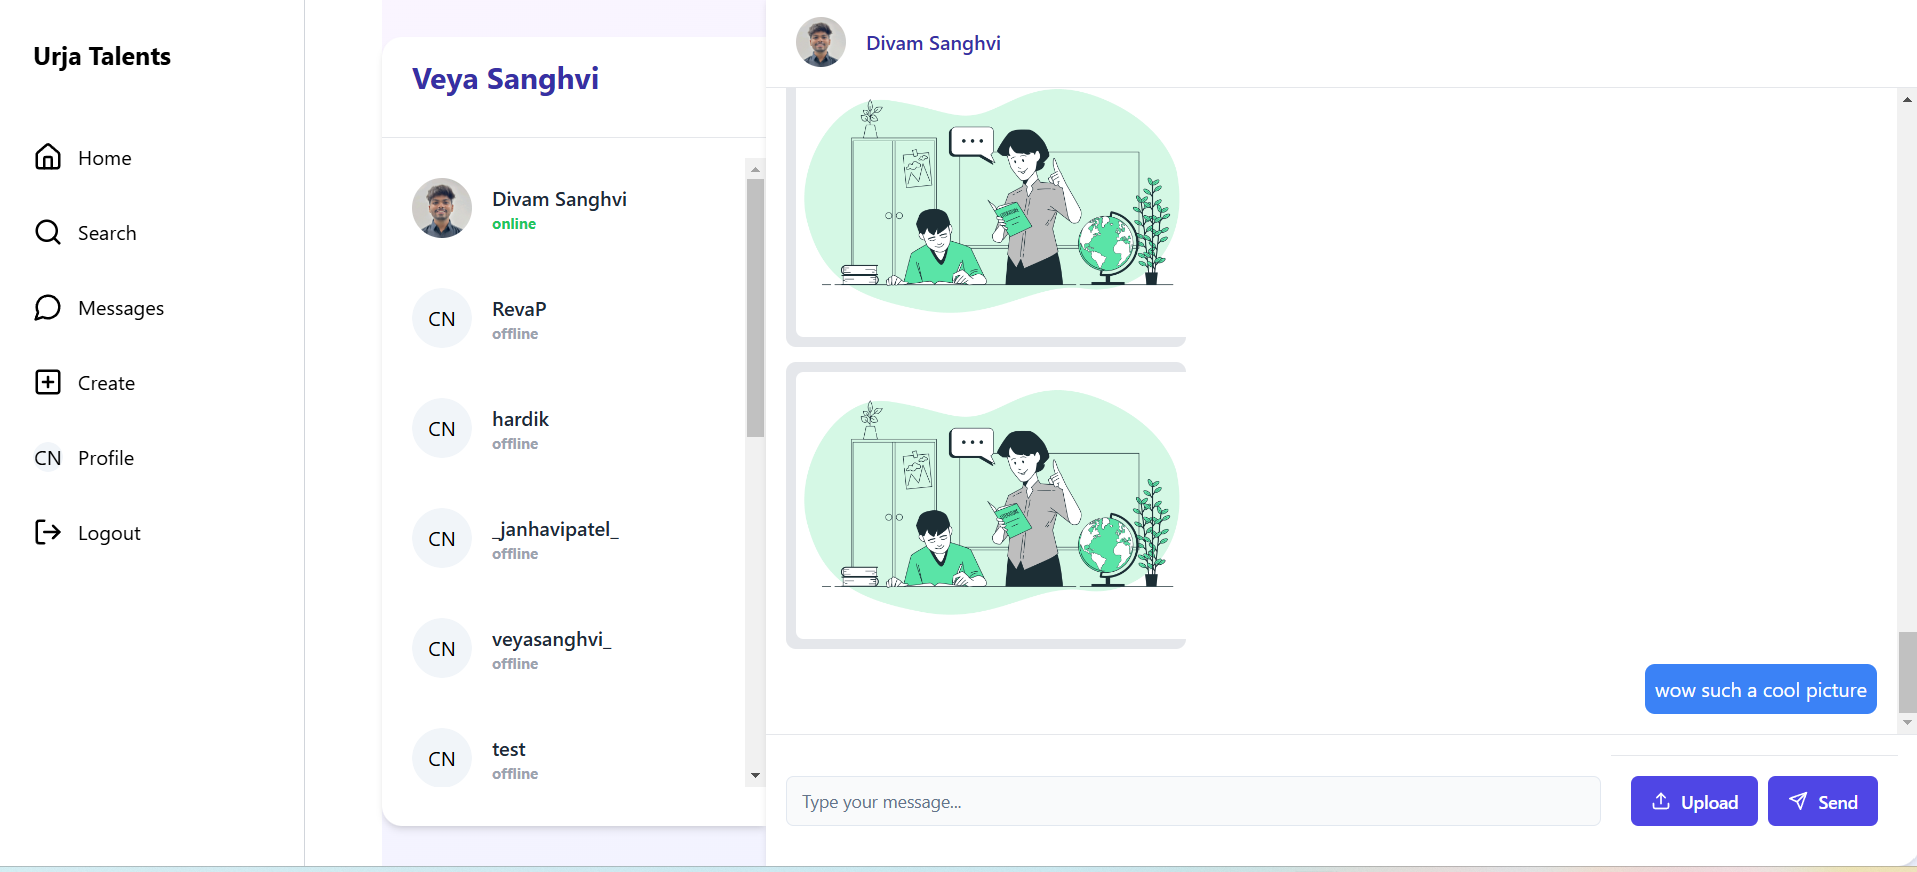 Urja Talents
Home
Search
Messages
Create
CN Profile
Logout
Veya Sanghvi
Divam Sanghvi
online
CN RevaP
offline
CN hardik
offline
CN _janhavipatel_
offline
CN veyasanghvi_
offline
CN test
offline
Divam Sanghvi
wow such a cool picture
Type your message...
Upload
Send